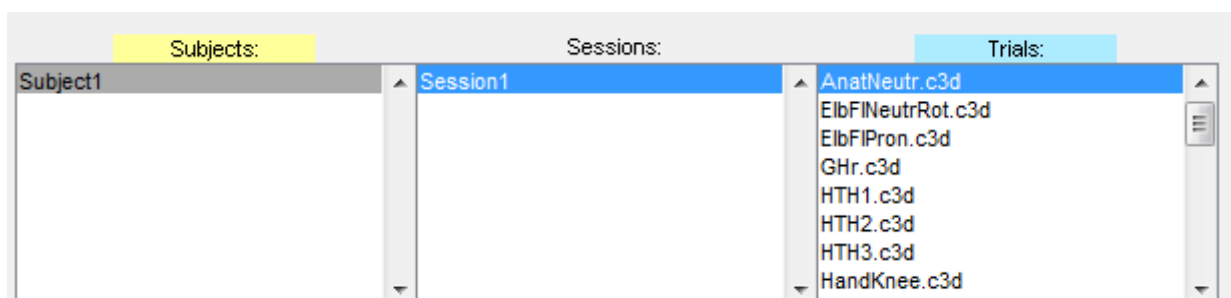 Subjects:
Sessions:
Trials:
Subject1
Session1
AnatNeutr.c3d
ElbFlNeutrRot.c3d
ElbFlPron.c3d
GHr.c3d
HTH1.c3d
HTH2.c3d
HTH3.c3d
HandKnee.c3d